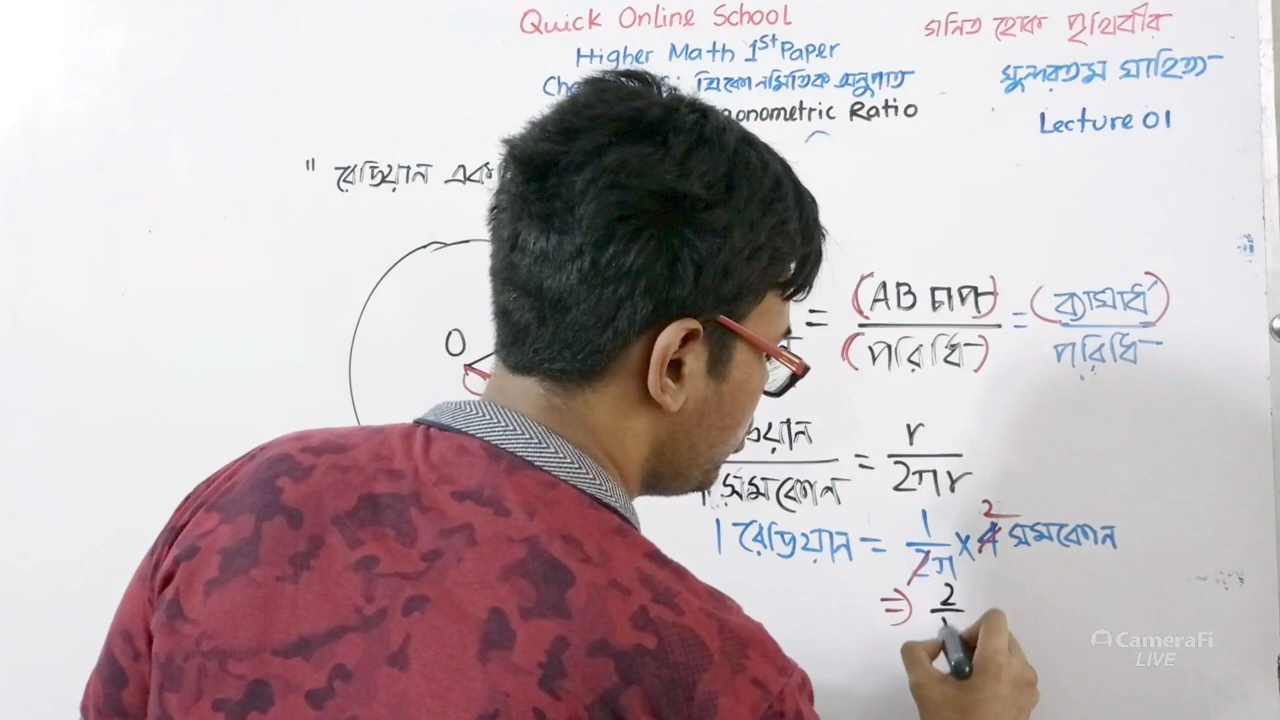 Quick Online School
Higher Math 1st Paper
ত্রিকোনমিতিক অনুপাত
onometric Ratio
গনিত হোক পৃথিবীর
সুন্দরতম সাহিত্য
Lecture 01
" রেডিয়ান এক
O
= (AB চাপ) / (পরিধি) = (ব্যাসার্ধ) / পরিধি
ডিয়ান / সমকোন = r / 2πr
1 রেডিয়ান = 1 / 2π × 4 2 সমকোন
⇒ 2
CameraFi
LIVE